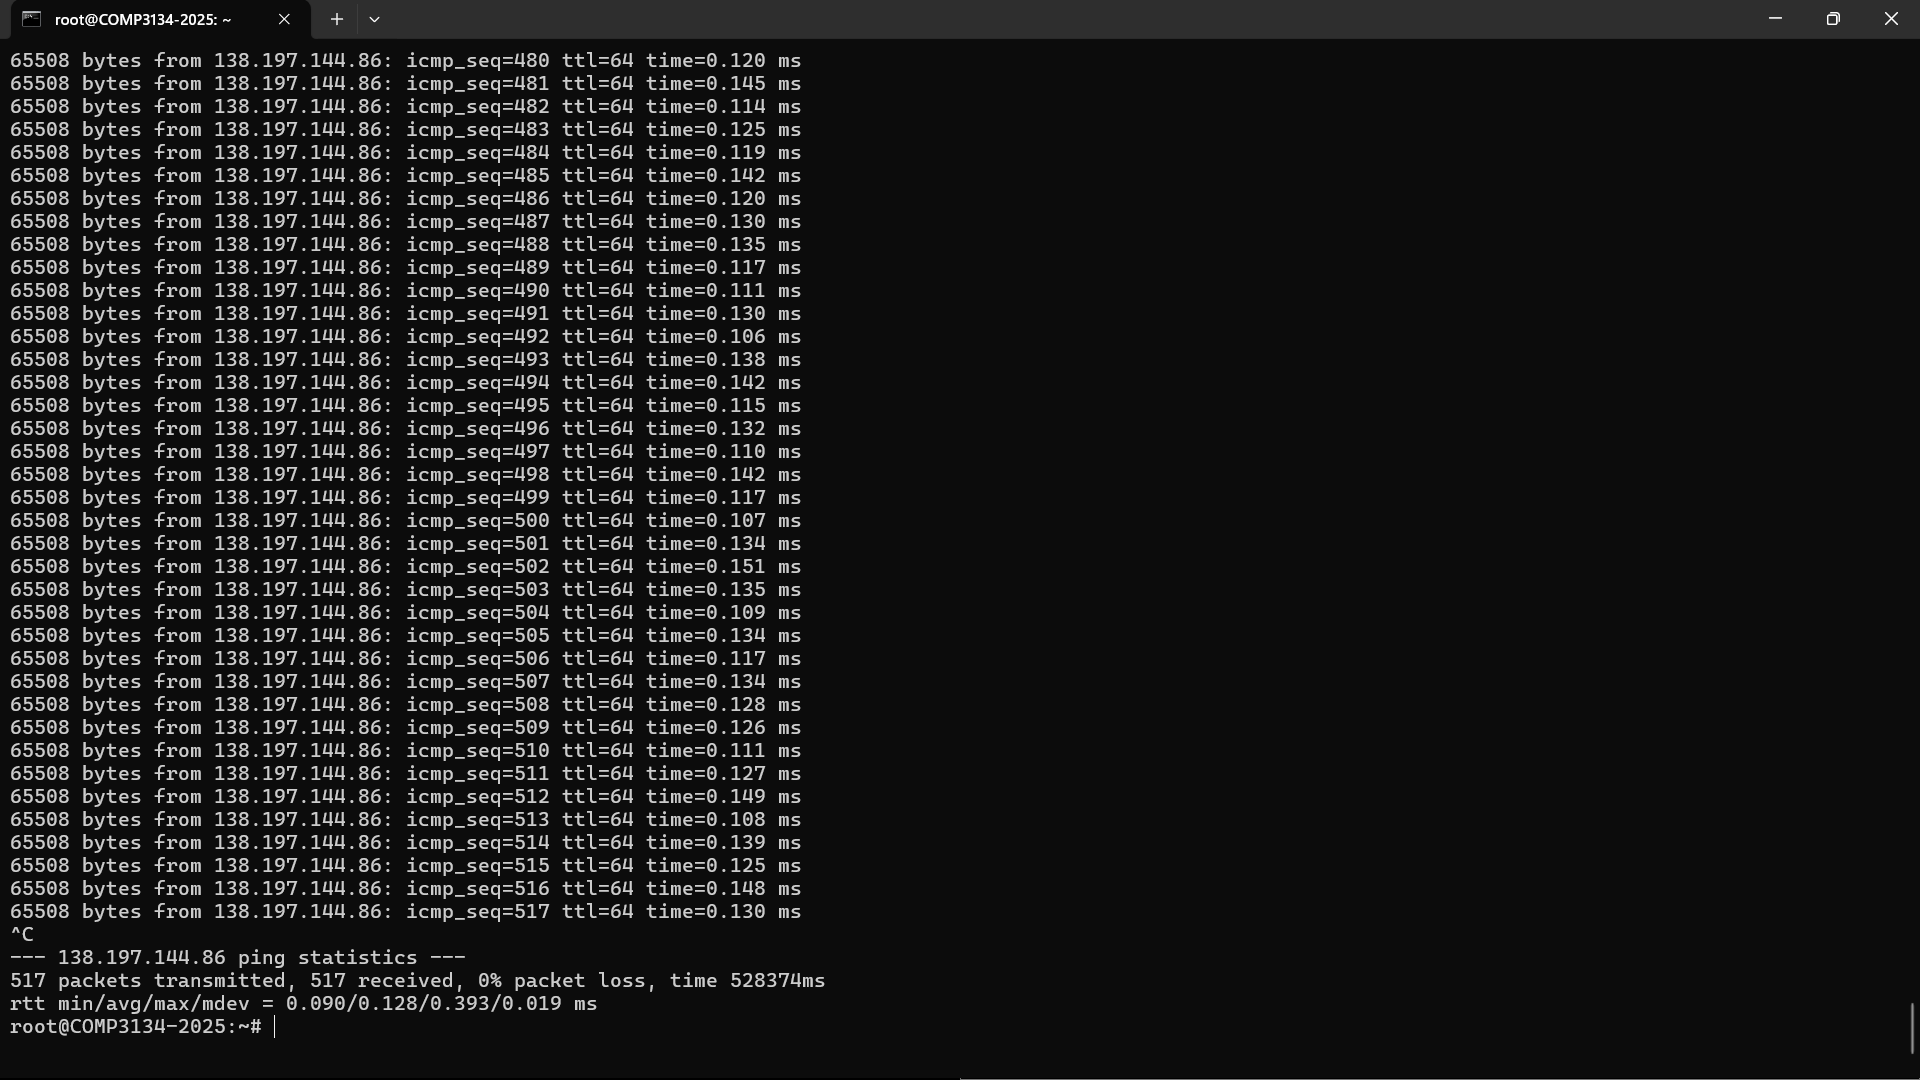 root@COMP3134-2025: ~
65508 bytes from 138.197.144.86: icmp_seq=480 ttl=64 time=0.120 ms
65508 bytes from 138.197.144.86: icmp_seq=481 ttl=64 time=0.145 ms
65508 bytes from 138.197.144.86: icmp_seq=482 ttl=64 time=0.114 ms
65508 bytes from 138.197.144.86: icmp_seq=483 ttl=64 time=0.125 ms
65508 bytes from 138.197.144.86: icmp_seq=484 ttl=64 time=0.119 ms
65508 bytes from 138.197.144.86: icmp_seq=485 ttl=64 time=0.142 ms
65508 bytes from 138.197.144.86: icmp_seq=486 ttl=64 time=0.120 ms
65508 bytes from 138.197.144.86: icmp_seq=487 ttl=64 time=0.130 ms
65508 bytes from 138.197.144.86: icmp_seq=488 ttl=64 time=0.135 ms
65508 bytes from 138.197.144.86: icmp_seq=489 ttl=64 time=0.117 ms
65508 bytes from 138.197.144.86: icmp_seq=490 ttl=64 time=0.111 ms
65508 bytes from 138.197.144.86: icmp_seq=491 ttl=64 time=0.130 ms
65508 bytes from 138.197.144.86: icmp_seq=492 ttl=64 time=0.106 ms
65508 bytes from 138.197.144.86: icmp_seq=493 ttl=64 time=0.138 ms
65508 bytes from 138.197.144.86: icmp_seq=494 ttl=64 time=0.142 ms
65508 bytes from 138.197.144.86: icmp_seq=495 ttl=64 time=0.115 ms
65508 bytes from 138.197.144.86: icmp_seq=496 ttl=64 time=0.132 ms
65508 bytes from 138.197.144.86: icmp_seq=497 ttl=64 time=0.110 ms
65508 bytes from 138.197.144.86: icmp_seq=498 ttl=64 time=0.142 ms
65508 bytes from 138.197.144.86: icmp_seq=499 ttl=64 time=0.117 ms
65508 bytes from 138.197.144.86: icmp_seq=500 ttl=64 time=0.107 ms
65508 bytes from 138.197.144.86: icmp_seq=501 ttl=64 time=0.134 ms
65508 bytes from 138.197.144.86: icmp_seq=502 ttl=64 time=0.151 ms
65508 bytes from 138.197.144.86: icmp_seq=503 ttl=64 time=0.135 ms
65508 bytes from 138.197.144.86: icmp_seq=504 ttl=64 time=0.109 ms
65508 bytes from 138.197.144.86: icmp_seq=505 ttl=64 time=0.134 ms
65508 bytes from 138.197.144.86: icmp_seq=506 ttl=64 time=0.117 ms
65508 bytes from 138.197.144.86: icmp_seq=507 ttl=64 time=0.134 ms
65508 bytes from 138.197.144.86: icmp_seq=508 ttl=64 time=0.128 ms
65508 bytes from 138.197.144.86: icmp_seq=509 ttl=64 time=0.126 ms
65508 bytes from 138.197.144.86: icmp_seq=510 ttl=64 time=0.111 ms
65508 bytes from 138.197.144.86: icmp_seq=511 ttl=64 time=0.127 ms
65508 bytes from 138.197.144.86: icmp_seq=512 ttl=64 time=0.149 ms
65508 bytes from 138.197.144.86: icmp_seq=513 ttl=64 time=0.108 ms
65508 bytes from 138.197.144.86: icmp_seq=514 ttl=64 time=0.139 ms
65508 bytes from 138.197.144.86: icmp_seq=515 ttl=64 time=0.125 ms
65508 bytes from 138.197.144.86: icmp_seq=516 ttl=64 time=0.148 ms
65508 bytes from 138.197.144.86: icmp_seq=517 ttl=64 time=0.130 ms
^C
--- 138.197.144.86 ping statistics ---
517 packets transmitted, 517 received, 0% packet loss, time 528374ms
rtt min/avg/max/mdev = 0.090/0.128/0.393/0.019 ms
root@COMP3134-2025:~#